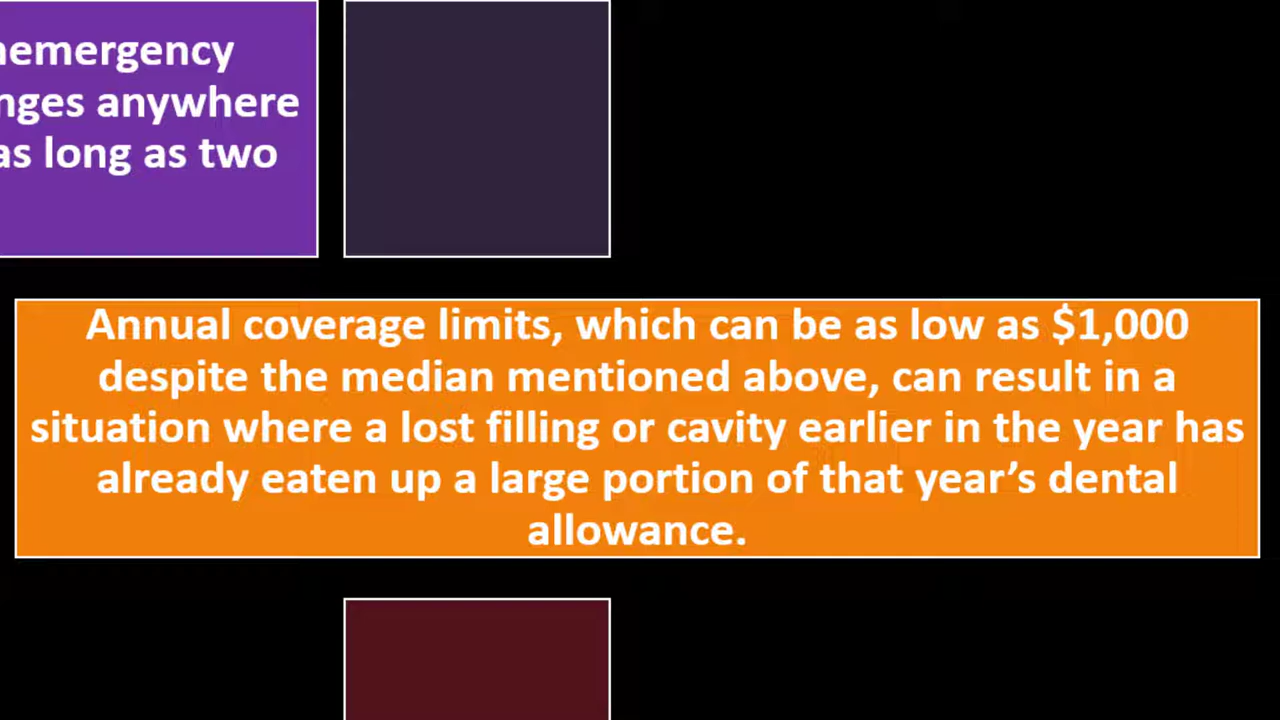 anywhere
as long as two
Annual coverage limits, which can be as low as $1,000
despite the median mentioned above, can result in a
situation where a lost filling or cavity earlier in the year has
already eaten up a large portion of that year’s dental
allowance.